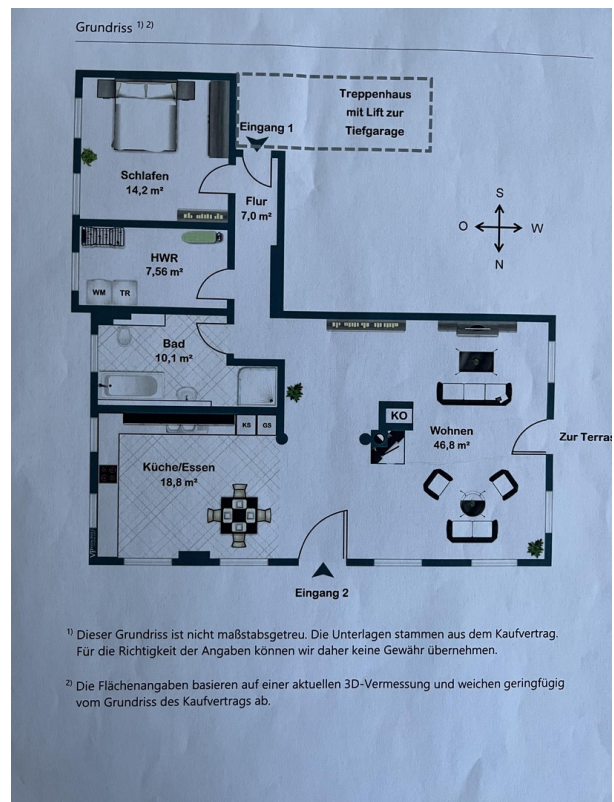 Grundriss 1) 2)
Treppenhaus
mit Lift zur
Tiefgarage
Eingang 1
Schlafen
14,2 m²
Flur
7,0 m²
S
O
W
N
HWR
7,56 m²
WM
TR
Bad
10,1 m²
KS
GS
KO
Wohnen
46,8 m²
Zur Terras
Küche/Essen
18,8 m²
Eingang 2
1) Dieser Grundriss ist nicht maßstabsgetreu. Die Unterlagen stammen aus dem Kaufvertrag.
Für die Richtigkeit der Angaben können wir daher keine Gewähr übernehmen.
2) Die Flächenangaben basieren auf einer aktuellen 3D-Vermessung und weichen geringfügig
vom Grundriss des Kaufvertrags ab.